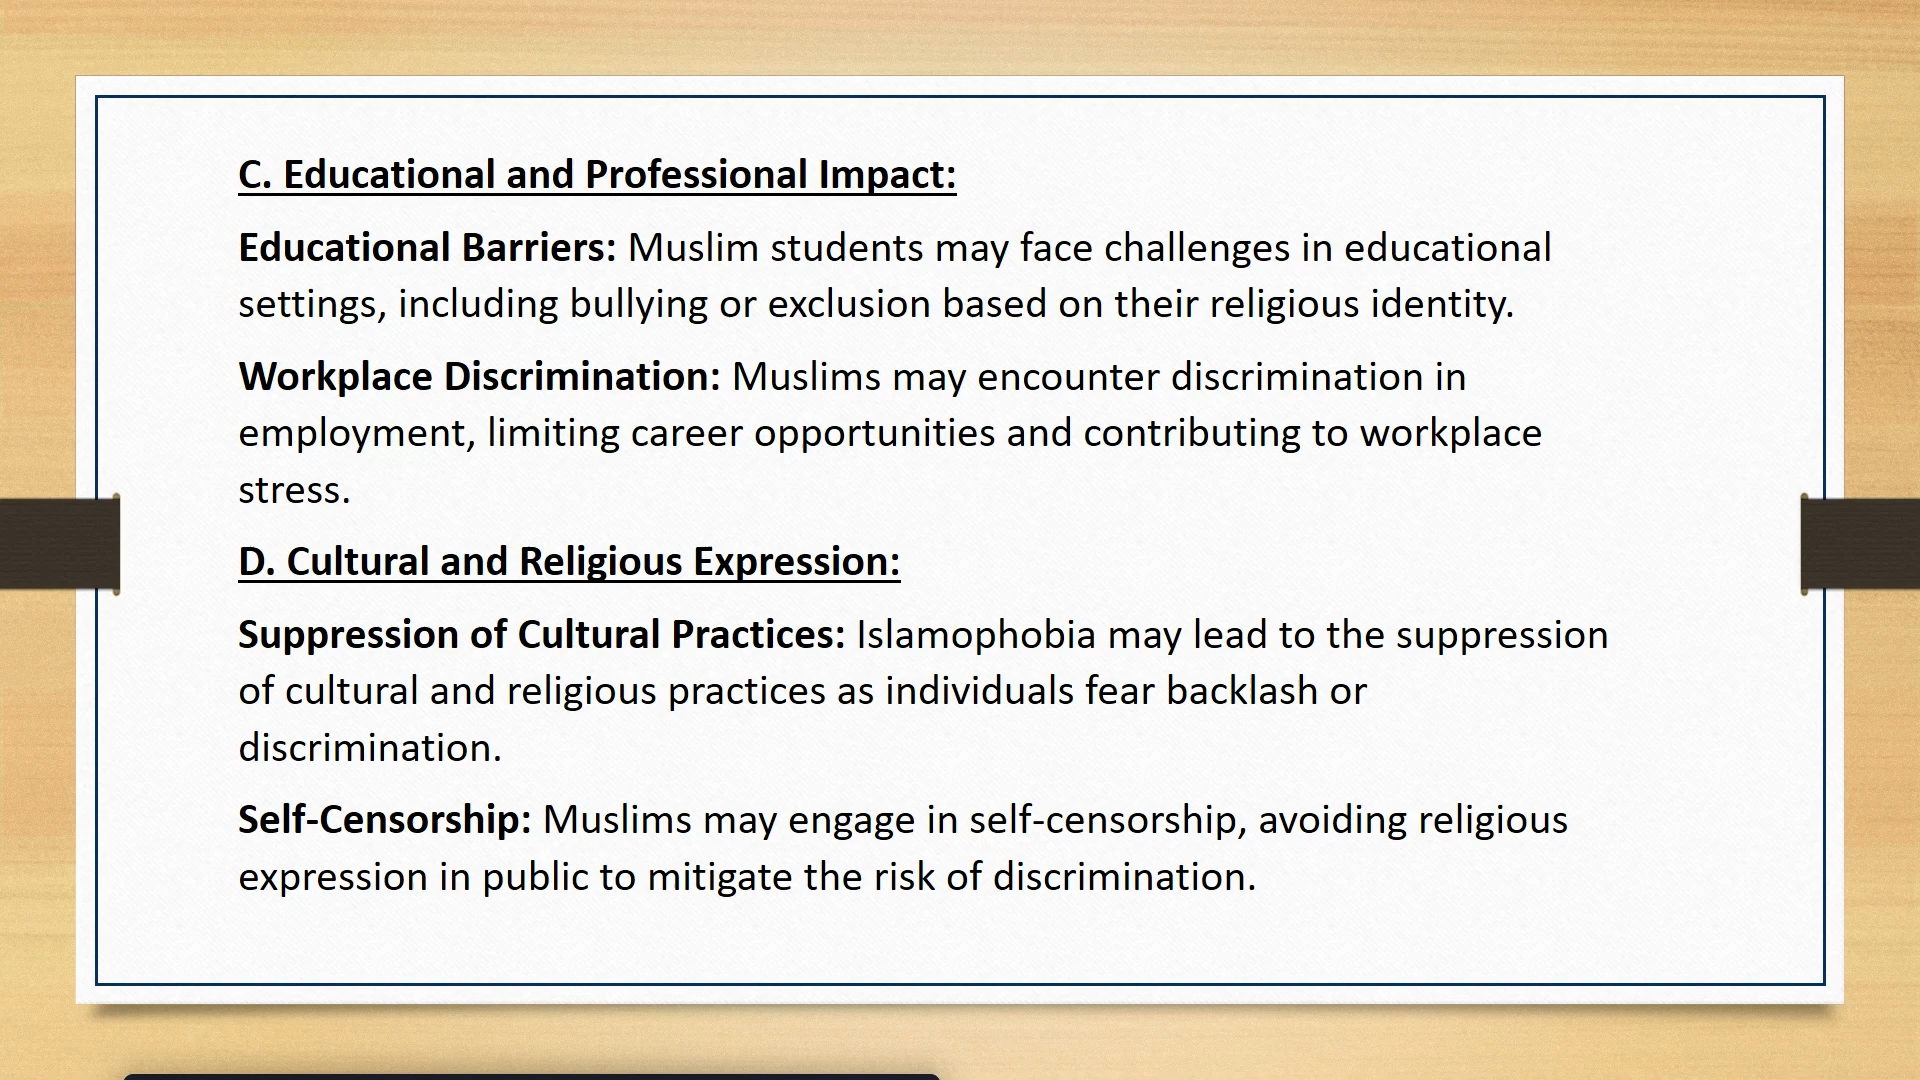 C. Educational and Professional Impact:
Educational Barriers: Muslim students may face challenges in educational
settings, including bullying or exclusion based on their religious identity.
Workplace Discrimination: Muslims may encounter discrimination in
employment, limiting career opportunities and contributing to workplace
stress.
D. Cultural and Religious Expression:
Suppression of Cultural Practices: Islamophobia may lead to the suppression
of cultural and religious practices as individuals fear backlash or
discrimination.
Self-Censorship: Muslims may engage in self-censorship, avoiding religious
expression in public to mitigate the risk of discrimination.